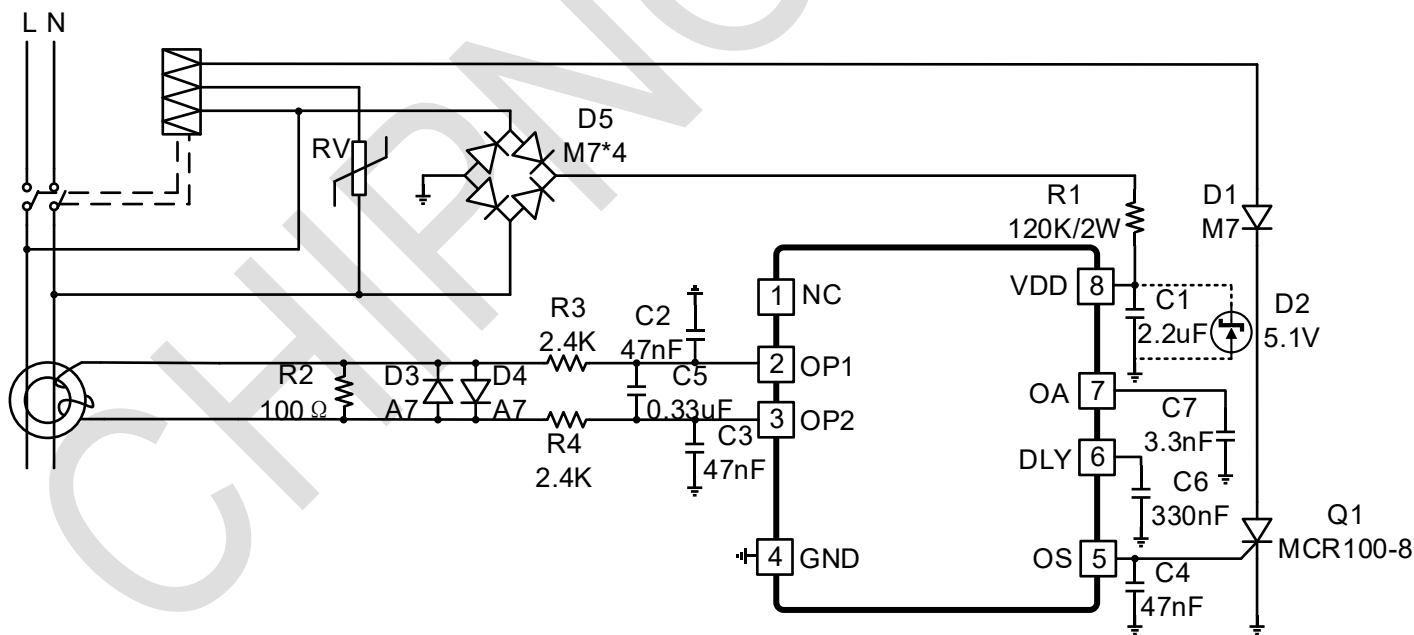 L N
RV
D5
M7*4
R1
120K/2W
D1
M7
1 NC
VDD 8
C1
2.2uF
D2
5.1V
R3
2.4K
C2
47nF
R2
100 Ω
D3
A7
D4
A7
C5
0.33uF
2 OP1
3 OP2
OA 7
C7
3.3nF
R4
2.4K
C3
47nF
DLY 6
C6
330nF
4 GND
OS 5
C4
47nF
Q1
MCR100-8